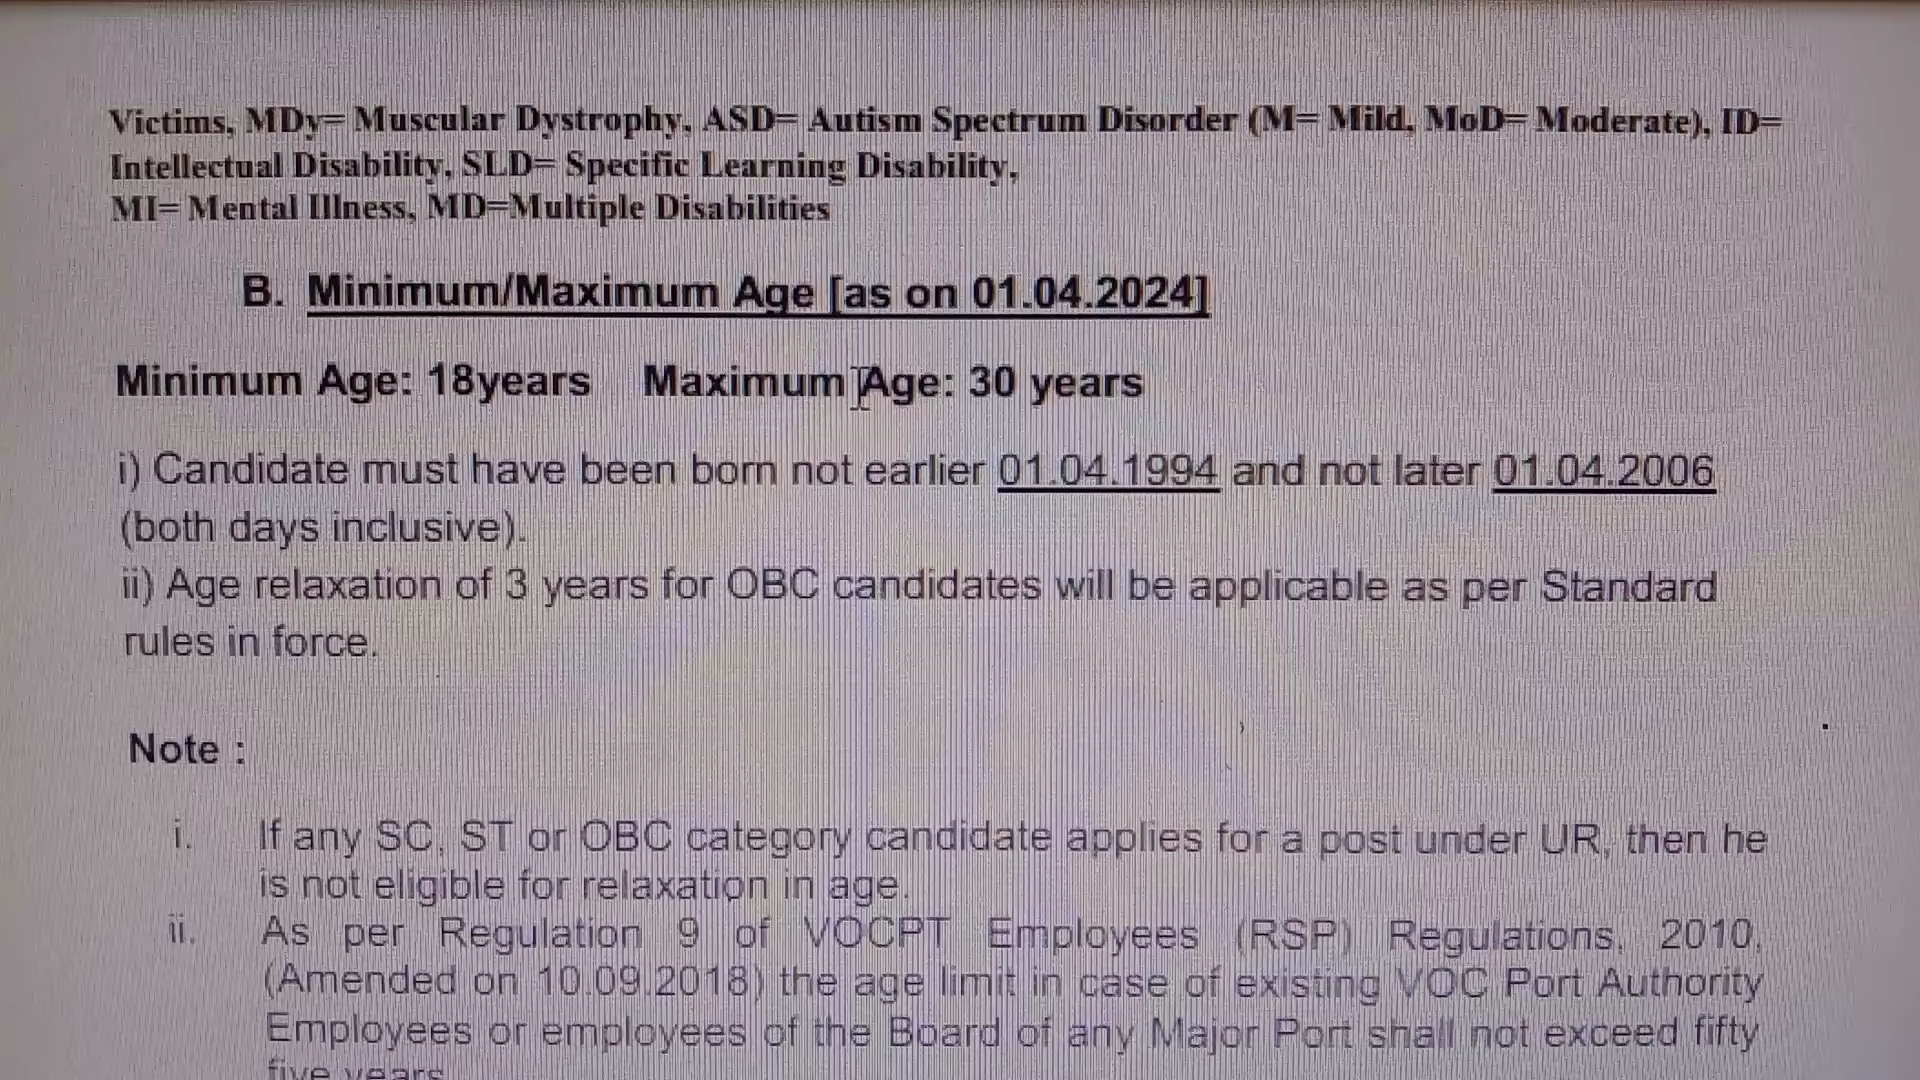 Victims, MDy= Muscular Dystrophy, ASD= Autism Spectrum Disorder (M= Mild, MoD= Moderate), ID=
Intellectual Disability, SLD= Specific Learning Disability,
MI= Mental Illness, MD=Multiple Disabilities
B. Minimum/Maximum Age [as on 01.04.2024]
Minimum Age: 18years Maximum Age: 30 years
i) Candidate must have been born not earlier 01.04.1994 and not later 01.04.2006
(both days inclusive).
ii) Age relaxation of 3 years for OBC candidates will be applicable as per Standard
rules in force.
Note :
i. If any SC, ST or OBC category candidate applies for a post under UR, then he
is not eligible for relaxation in age.
ii. As per Regulation 9 of VOCPT Employees (RSP) Regulations, 2010,
(Amended on 10.09.2018) the age limit in case of existing VOC Port Authority
Employees or employees of the Board of any Major Port shall not exceed fifty
five years